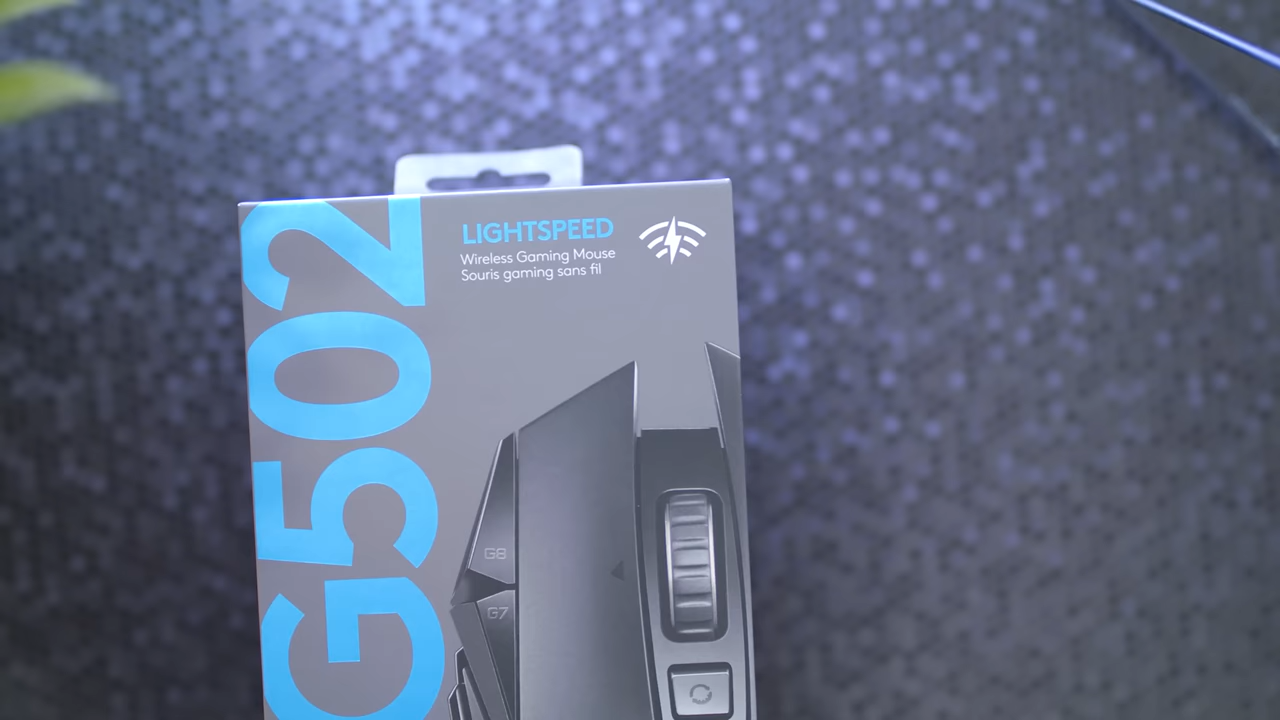 G502
LIGHTSPEED
Wireless Gaming Mouse
Souris gaming sans fil
G8
G7